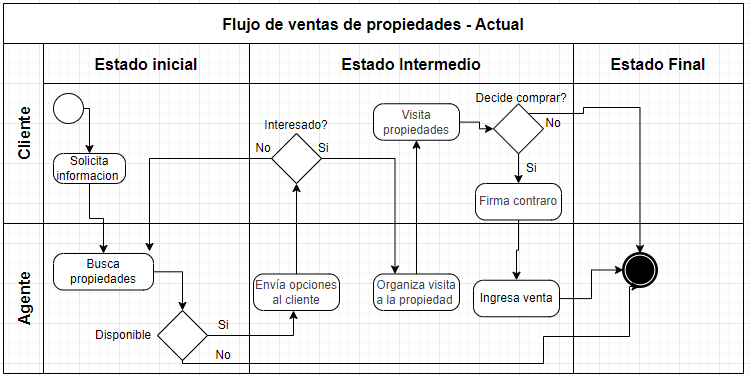 Flujo de ventas de propiedades - Actual
Estado inicial
Estado Intermedio
Estado Final
Cliente
Solicita
informacion
Interesado?
No
Si
Visita
propiedades
Decide comprar?
No
Si
Firma contraro
Agente
Busca
propiedades
Disponible
Si
No
Envía opciones
al cliente
Organiza visita
a la propiedad
Ingresa venta